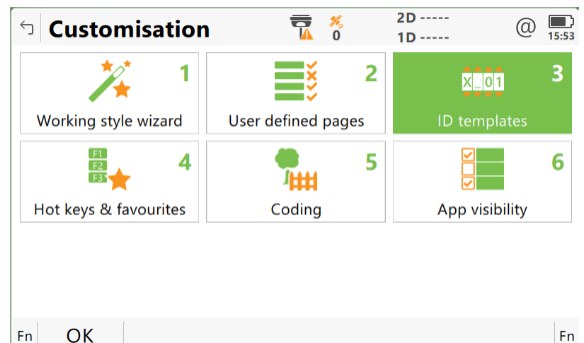 Customisation
0
2D -----
1D -----
@
15:53
1
Working style wizard
2
User defined pages
X_01
3
ID templates
F1
F2
F3
4
Hot keys & favourites
5
Coding
6
App visibility
Fn
OK
Fn